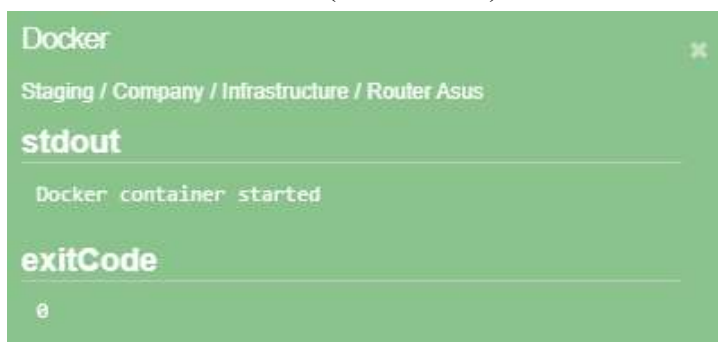 Docker
Staging / Company / Infrastructure / Router Asus
stdout
Docker container started
exitCode
0